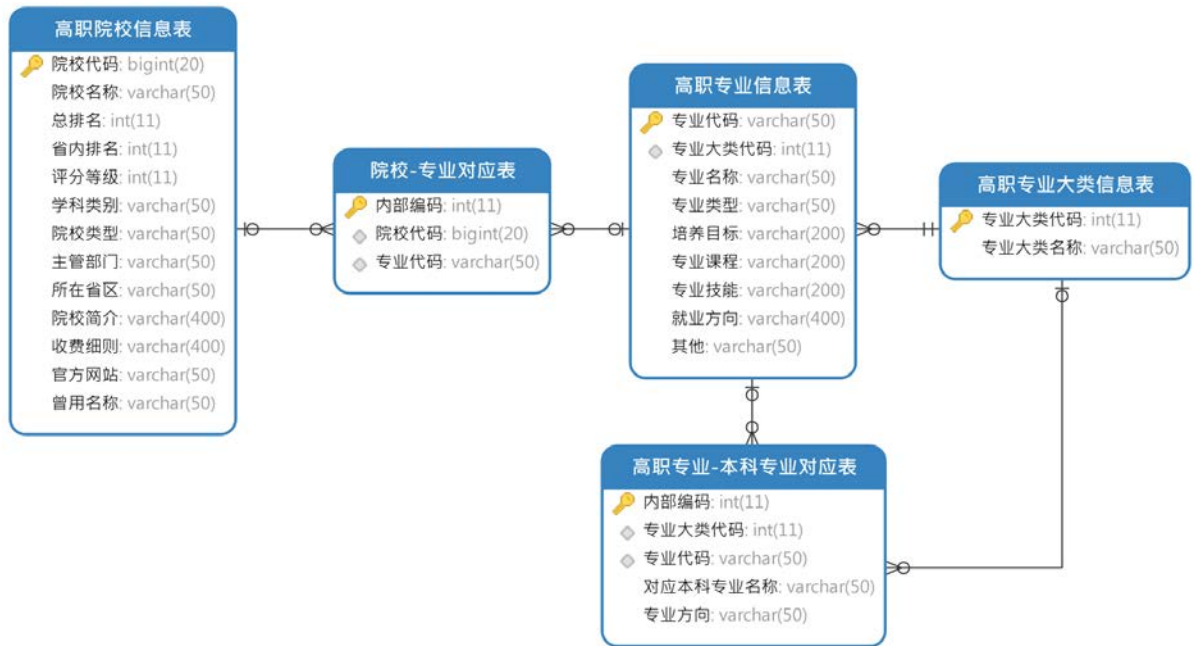 高职院校信息表
院校代码: bigint(20)
院校名称: varchar(50)
总排名: int(11)
省内排名: int(11)
评分等级: int(11)
学科类别: varchar(50)
院校类型: varchar(50)
主管部门: varchar(50)
所在省区: varchar(50)
院校简介: varchar(400)
收费细则: varchar(400)
官方网站: varchar(50)
曾用名称: varchar(50)
院校-专业对应表
内部编码: int(11)
院校代码: bigint(20)
专业代码: varchar(50)
高职专业信息表
专业代码: varchar(50)
专业大类代码: int(11)
专业名称: varchar(50)
专业类型: varchar(50)
培养目标: varchar(200)
专业课程: varchar(200)
专业技能: varchar(200)
就业方向: varchar(400)
其他: varchar(50)
高职专业大类信息表
专业大类代码: int(11)
专业大类名称: varchar(50)
高职专业-本科专业对应表
内部编码: int(11)
专业大类代码: int(11)
专业代码: varchar(50)
对应本科专业名称: varchar(50)
专业方向: varchar(50)